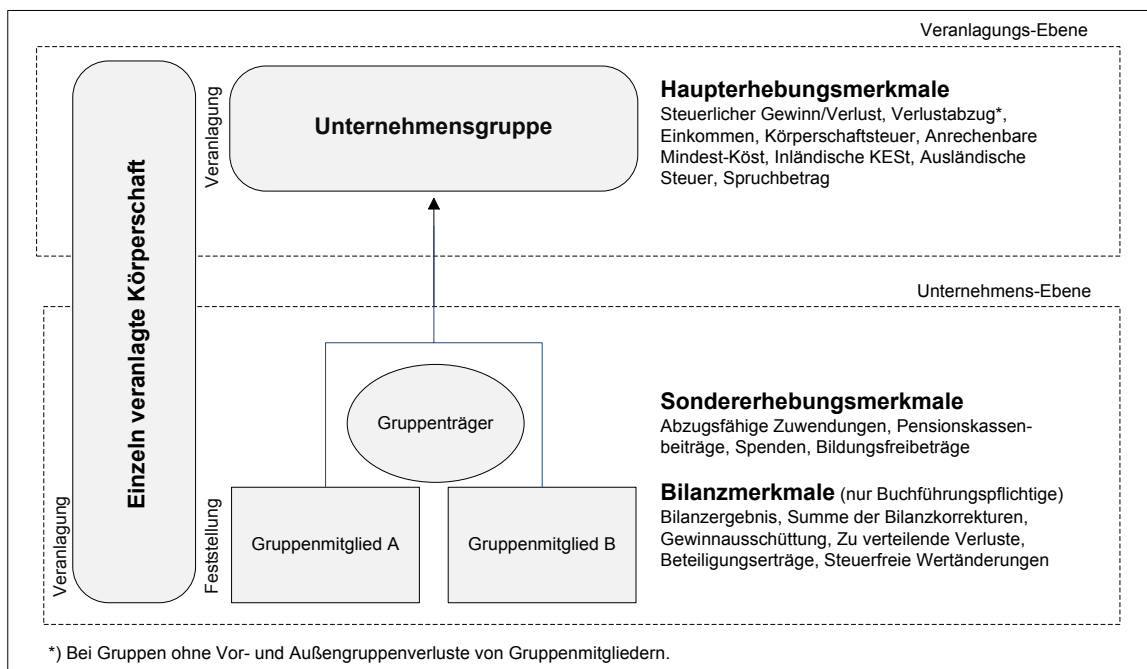 Veranlagungs-Ebene
Einzeln veranlagte Körperschaft
Veranlagung
Veranlagung
Unternehmensgruppe
Haupterhebungsmerkmale
Steuerlicher Gewinn/Verlust, Verlustabzug*,
Einkommen, Körperschaftsteuer, Anrechenbare
Mindest-Köst, Inländische KESt, Ausländische
Steuer, Spruchbetrag
Unternehmens-Ebene
Feststellung
Gruppenträger
Gruppenmitglied A
Gruppenmitglied B
Sondererhebungsmerkmale
Abzugsfähige Zuwendungen, Pensionskassen-
beiträge, Spenden, Bildungsfreibeträge
Bilanzmerkmale (nur Buchführungspflichtige)
Bilanzergebnis, Summe der Bilanzkorrekturen,
Gewinnausschüttung, Zu verteilende Verluste,
Beteiligungserträge, Steuerfreie Wertänderungen
*) Bei Gruppen ohne Vor- und Außengruppenverluste von Gruppenmitgliedern.